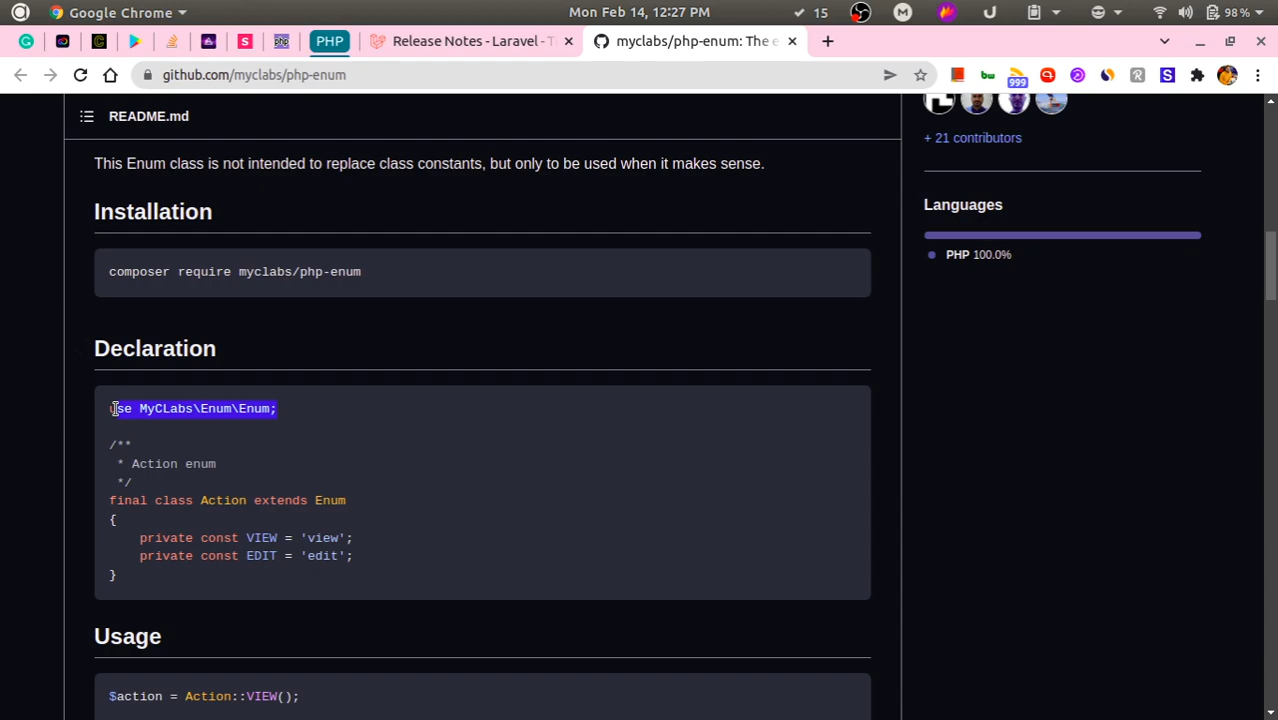 Google Chrome
Mon Feb 14, 12:27 PM
15
98 %
PHP
Release Notes - Laravel - T
myclabs/php-enum: The e
github.com/myclabs/php-enum
999
README.md
This Enum class is not intended to replace class constants, but only to be used when it makes sense.
Installation
composer require myclabs/php-enum
Declaration
use MyCLabs\Enum\Enum;
/**
* Action enum
*/
final class Action extends Enum
{
private const VIEW = 'view';
private const EDIT = 'edit';
}
Usage
$action = Action::VIEW();
+ 21 contributors
Languages
PHP 100.0%